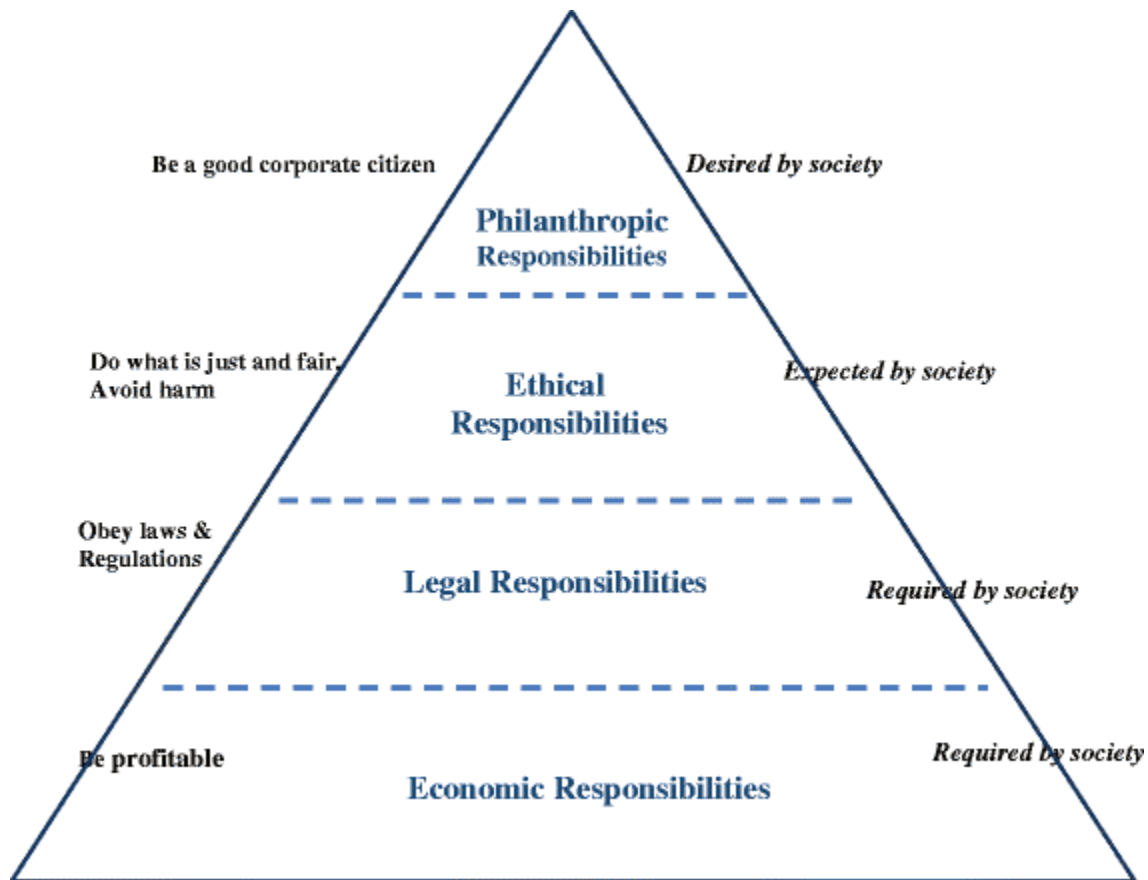 Be a good corporate citizen
Desired by society
Philanthropic
Responsibilities
Do what is just and fair,
Avoid harm
Expected by society
Ethical
Responsibilities
Obey laws &
Regulations
Legal Responsibilities
Required by society
Be profitable
Required by society
Economic Responsibilities